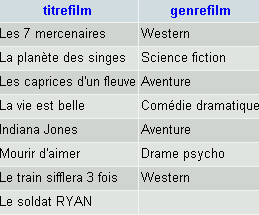 titrefilm genrefilm
Les 7 mercenaires Western
La planète des singes Science fiction
Les caprices d'un fleuve Aventure
La vie est belle Comédie dramatique
Indiana Jones Aventure
Mourir d'aimer Drame psycho
Le train sifflera 3 fois Western
Le soldat RYAN